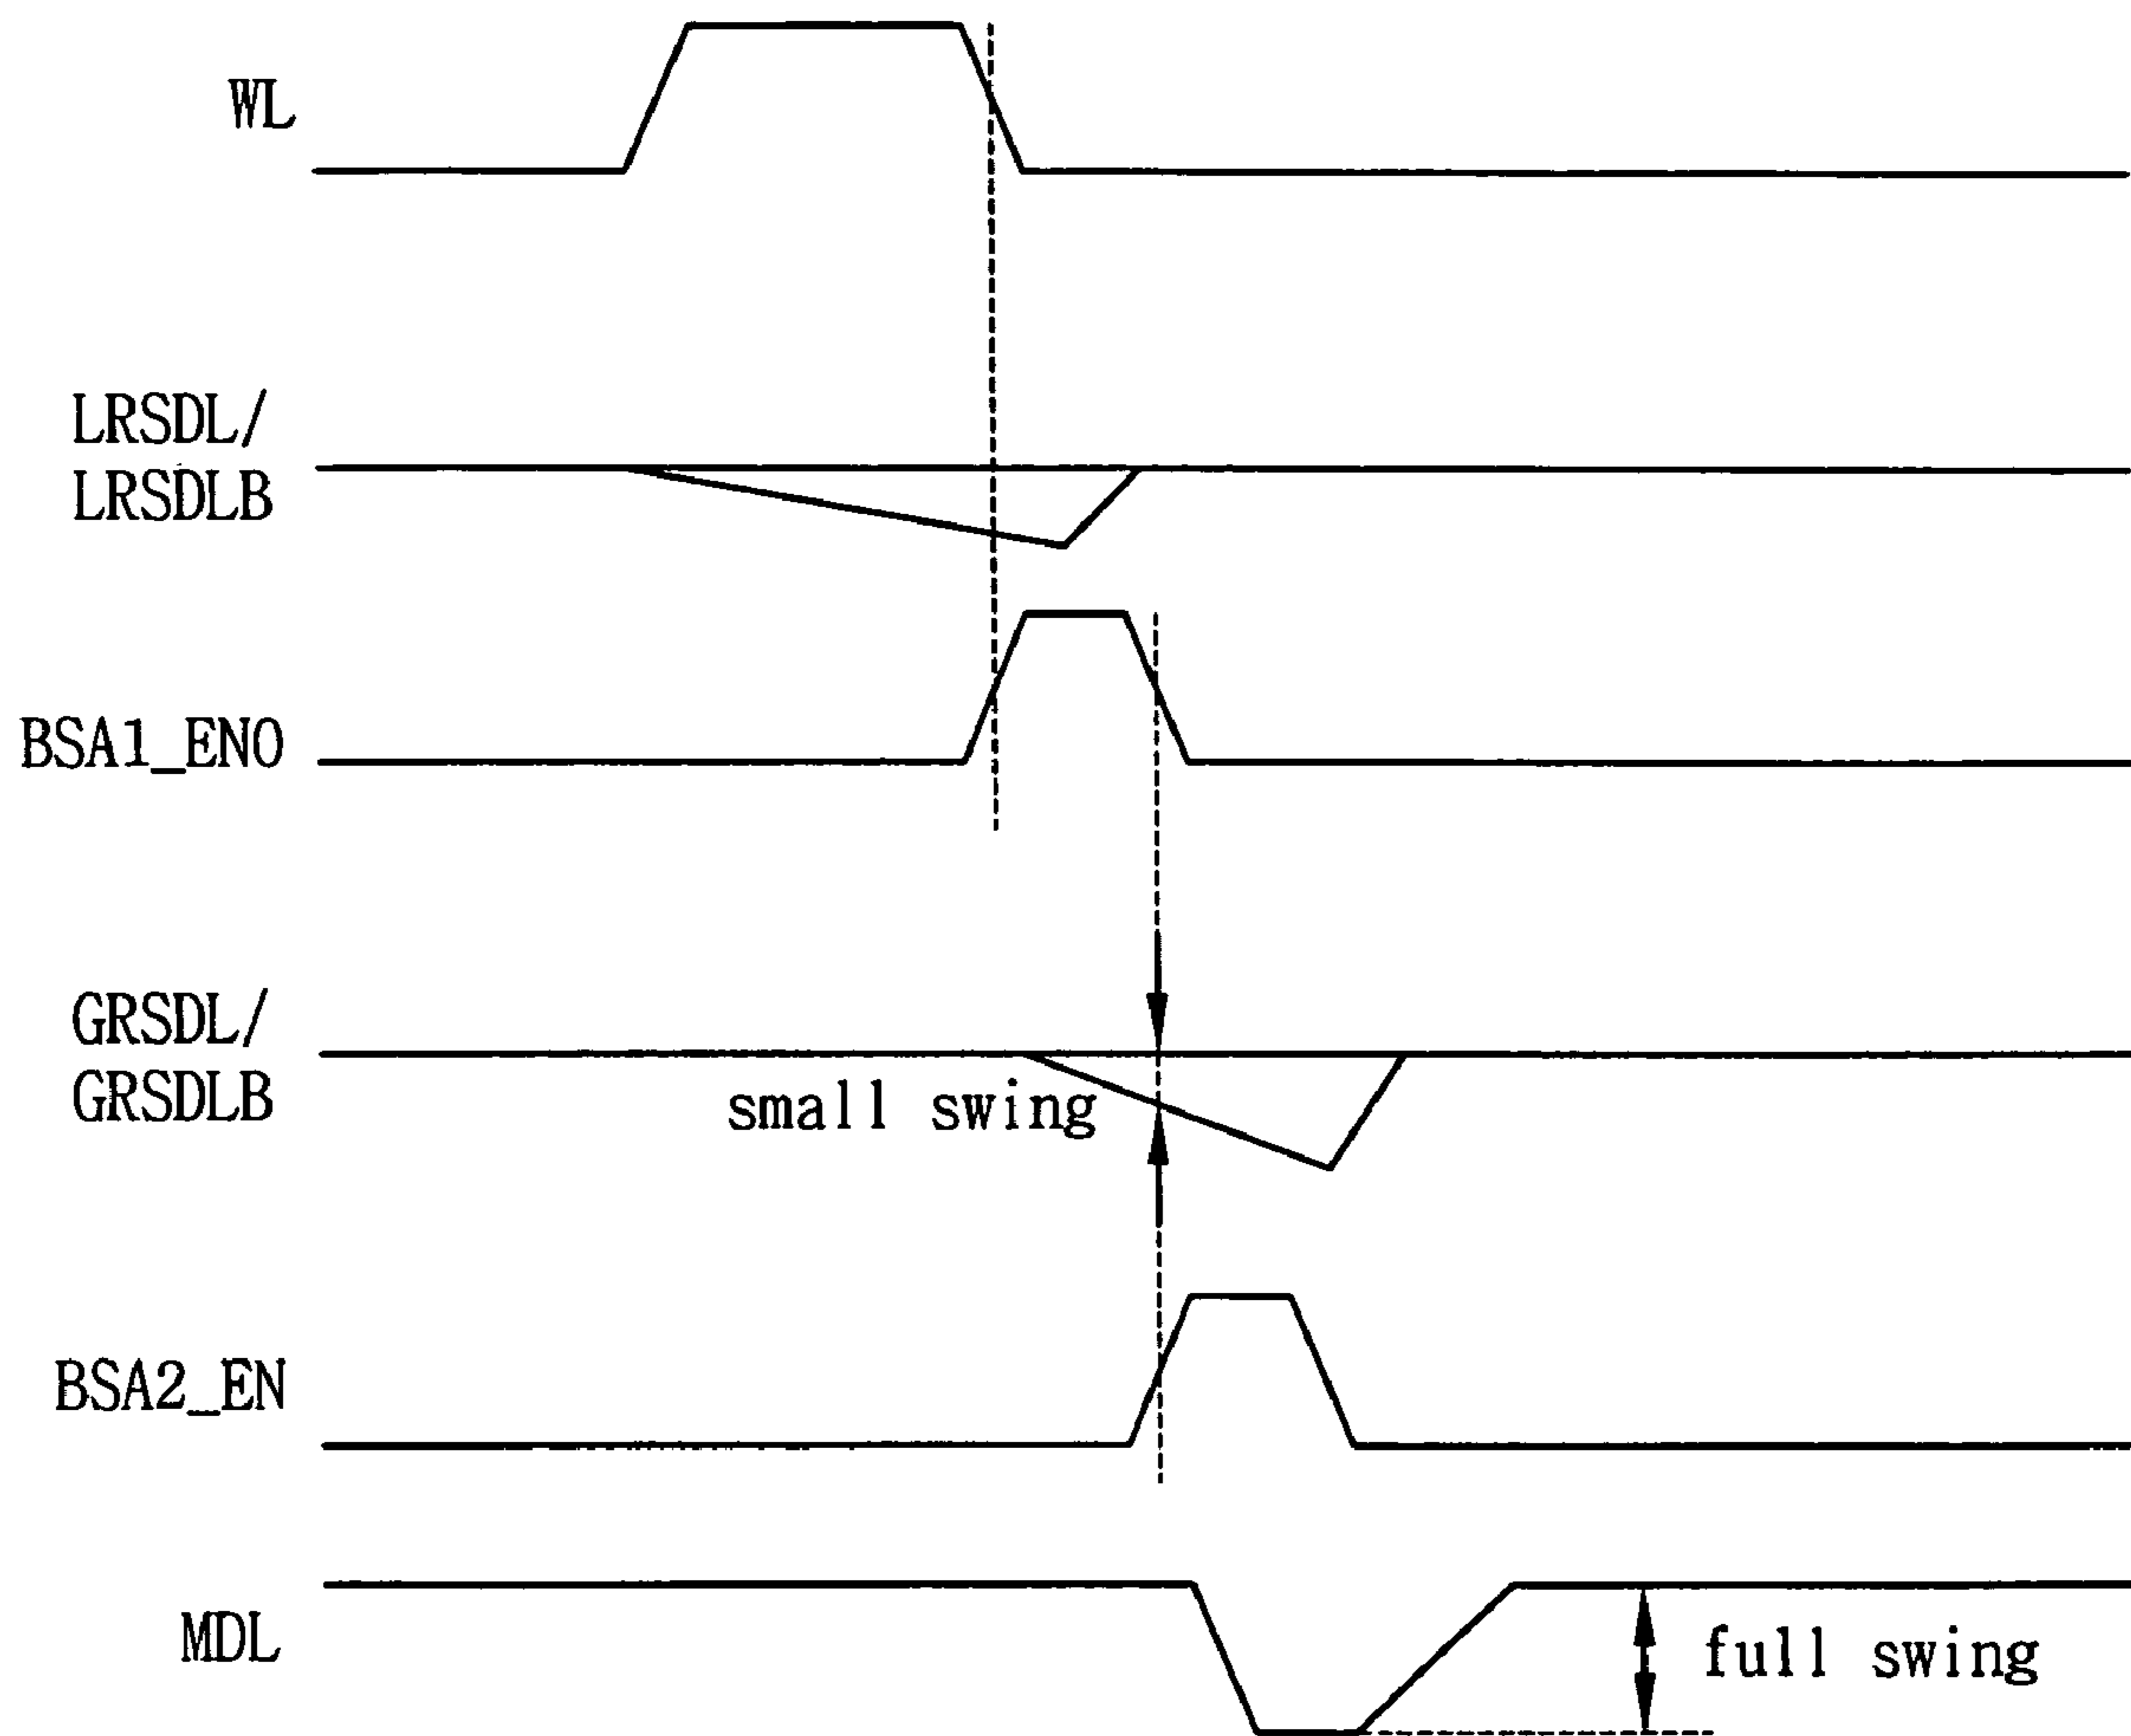 WL
LRSDL/
LRSDLB
BSA1_EN0
GRSDL/
GRSDLB
small swing
BSA2_EN
MDL
full swing